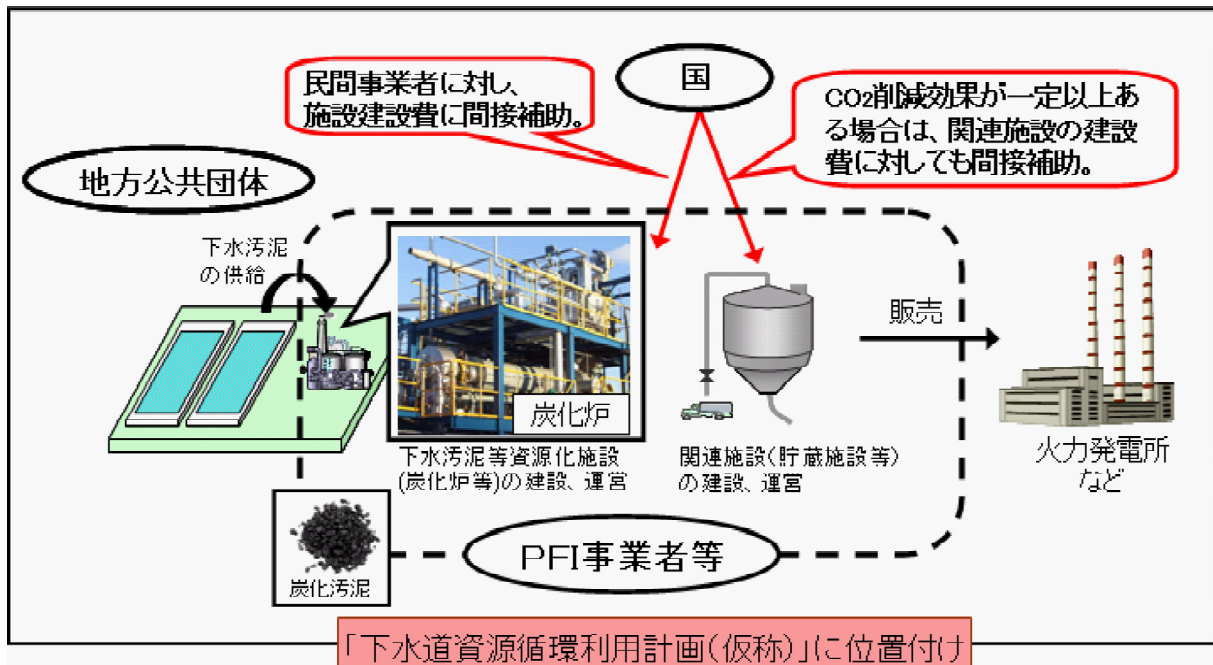 国
民間事業者に対し、
施設建設費に間接補助。
CO2削減効果が一定以上あ
る場合は、関連施設の建設
費に対しても間接補助。
地方公共団体
下水汚泥
の供給
炭化炉
下水汚泥等資源化施設
(炭化炉等)の建設、運営
関連施設(貯蔵施設等)
の建設、運営
販売
火力発電所
など
炭化汚泥
PFI事業者等
「下水道資源循環利用計画(仮称)」に位置付け